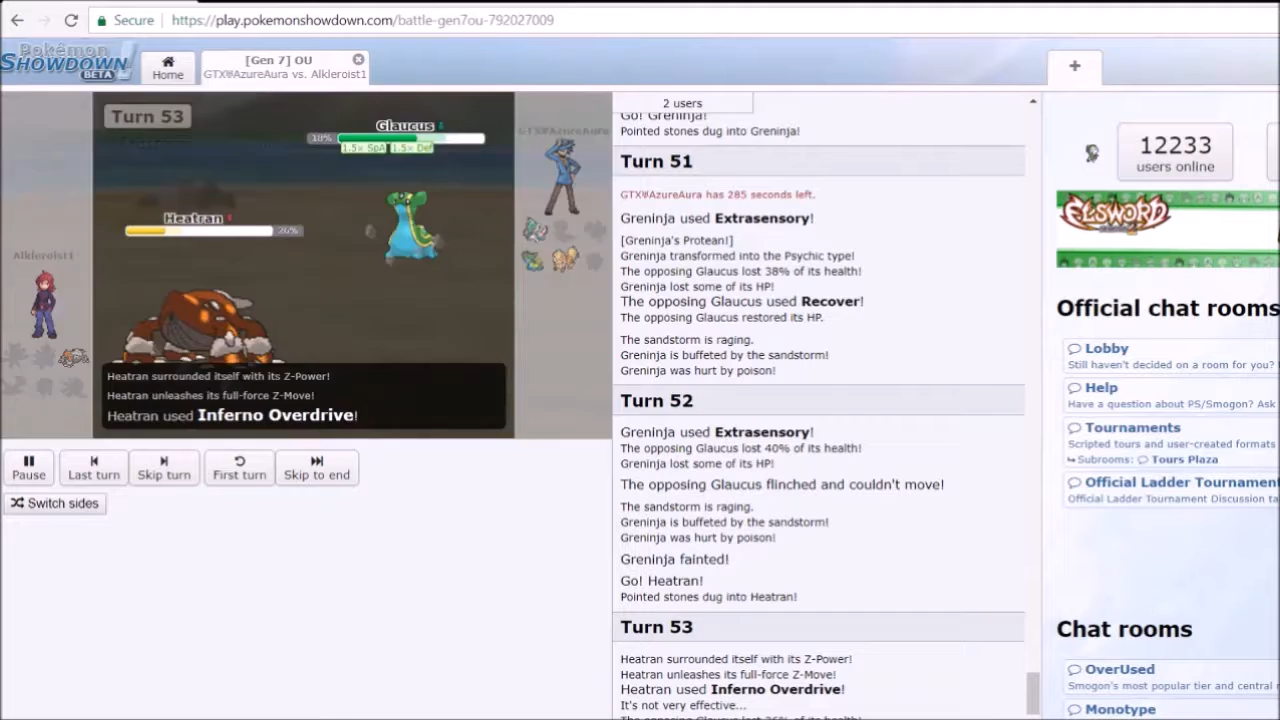 Secure
https://play.pokemonshowdown.com/battle-gen7ou-792027009
Pokémon
SHOWDOWN!
BETA
Home
[Gen 7] OU
GTX∀AzureAura vs. Alkleroist1
+
Turn 53
Glaucus
18%
1.5× SpA 1.5× Def
Heatran
26%
Alkleroist1
Heatran surrounded itself with its Z-Power!
Heatran unleashes its full-force Z-Move!
Heatran used Inferno Overdrive!
Pause
Last turn
Skip turn
First turn
Skip to end
Switch sides
2 users
Go! Greninja!
Pointed stones dug into Greninja!
Turn 51
GTX∀AzureAura has 285 seconds left.
Greninja used Extrasensory!
[Greninja's Protean!]
Greninja transformed into the Psychic type!
The opposing Glaucus lost 38% of its health!
Greninja lost some of its HP!
The opposing Glaucus used Recover!
The opposing Glaucus restored its HP.
The sandstorm is raging.
Greninja is buffeted by the sandstorm!
Greninja was hurt by poison!
Turn 52
Greninja used Extrasensory!
The opposing Glaucus lost 40% of its health!
Greninja lost some of its HP!
The opposing Glaucus flinched and couldn't move!
The sandstorm is raging.
Greninja is buffeted by the sandstorm!
Greninja was hurt by poison!
Greninja fainted!
Go! Heatran!
Pointed stones dug into Heatran!
Turn 53
Heatran surrounded itself with its Z-Power!
Heatran unleashes its full-force Z-Move!
Heatran used Inferno Overdrive!
It's not very effective...
The opposing Glaucus lost 26% of its health!
12233
users online
ELSWORD
Official chat rooms
Lobby
Still haven't decided on a room for you?
Help
Have a question about PS/Smogon? Ask
Tournaments
Scripted tours and user-created formats
Subrooms: Tours Plaza
Official Ladder Tournament
Official Ladder Tournament Discussion
Chat rooms
OverUsed
Smogon's most popular tier and central
Monotype